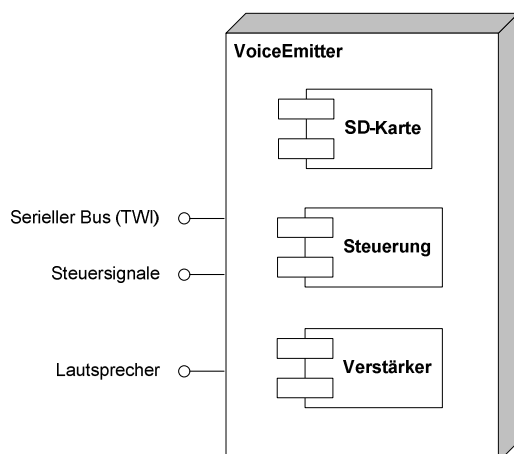 VoiceEmitter
SD-Karte
Serieller Bus (TWI)
Steuerung
Steuersignale
Lautsprecher
Verstärker